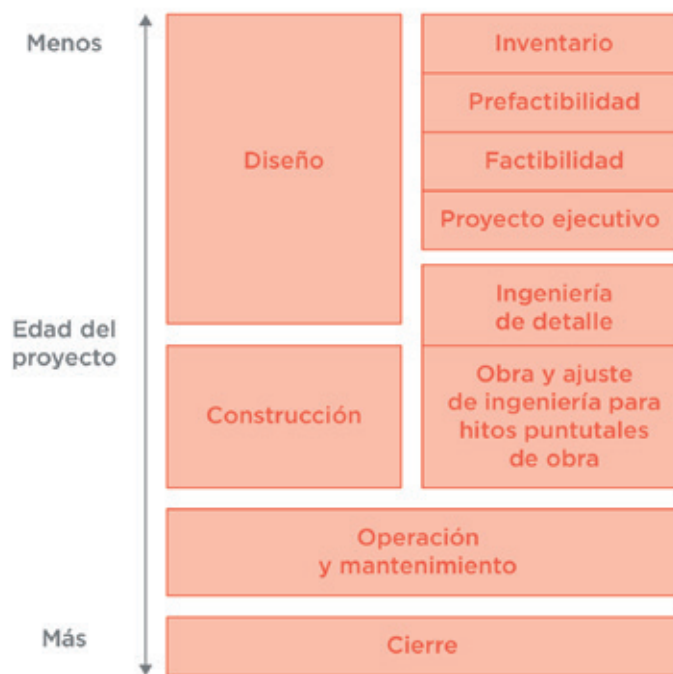 Menos
Edad del
proyecto
Más
Diseño
Construcción
Inventario
Prefactibilidad
Factibilidad
Proyecto ejecutivo
Ingeniería
de detalle
Obra y ajuste
de ingeniería para
hitos puntutales
de obra
Operación
y mantenimiento
Cierre